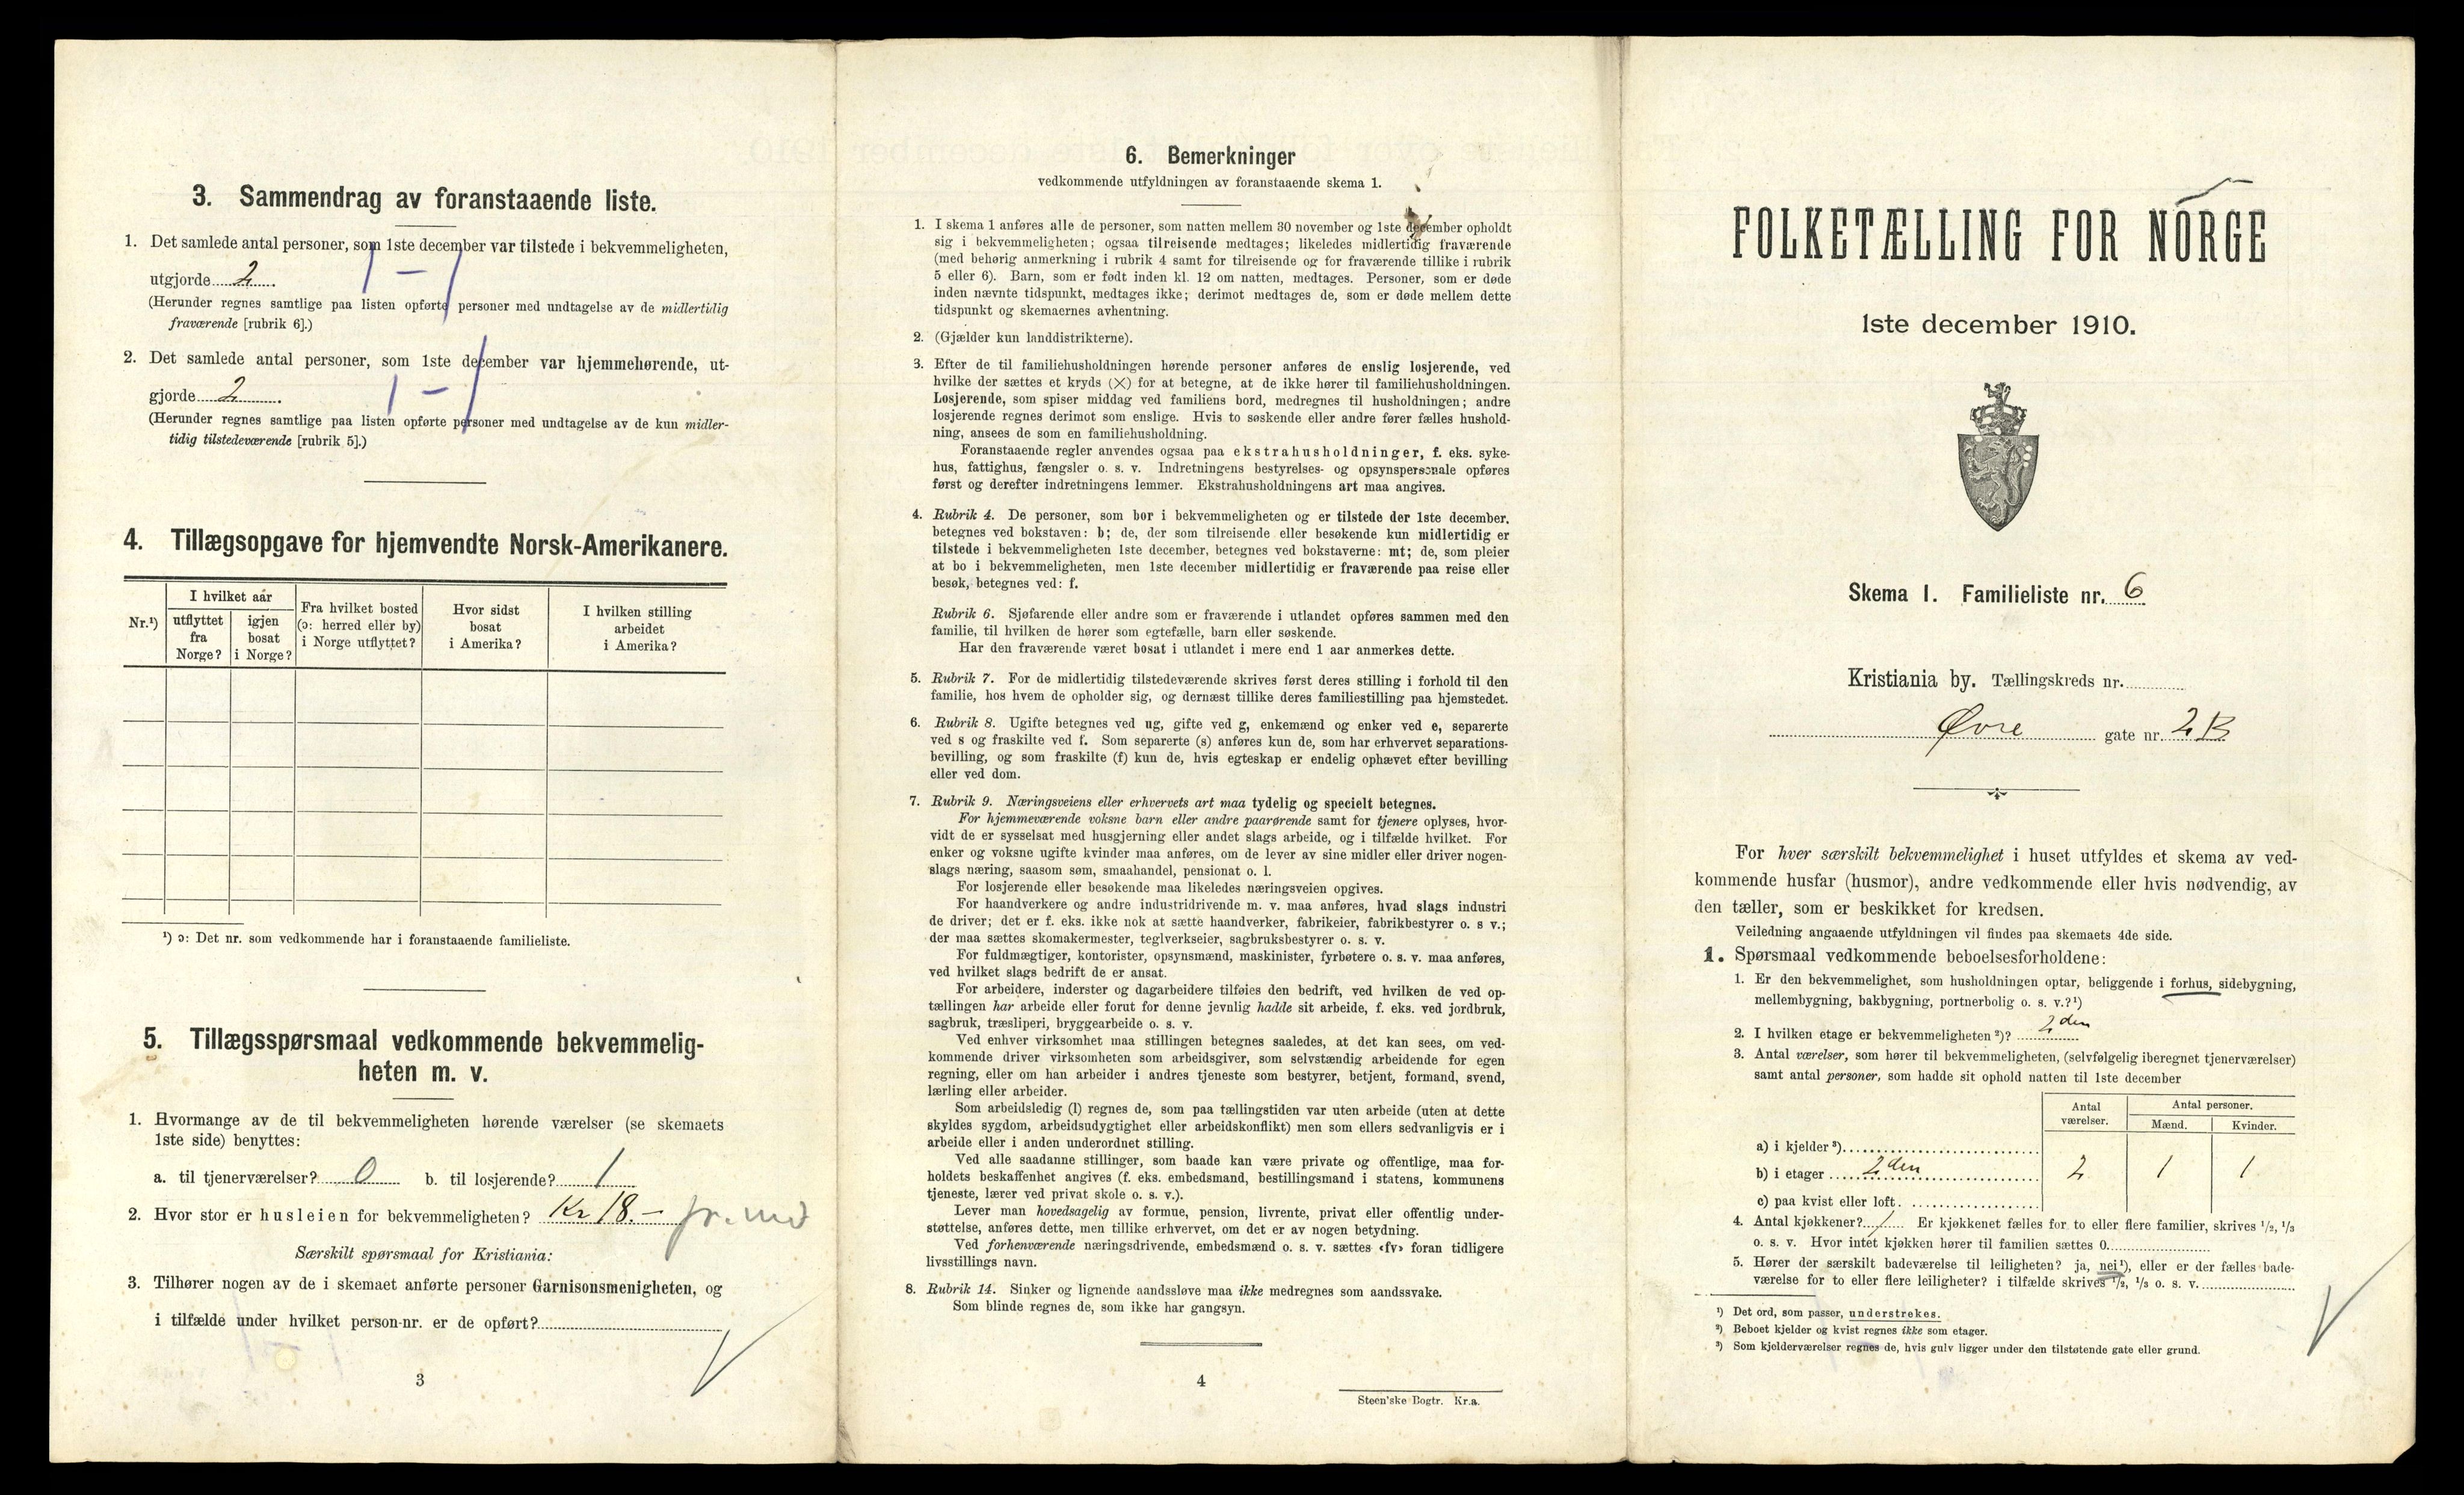 3. Sammendrag av foranstaaende liste.
1. Det samlede antal personer, som 1ste december var tilstede i bekvemmeligheten,
utgjorde 2 1 – 1
(Herunder regnes samtlige paa listen opførte personer med undtagelse av de midlertidig
fraværende [rubrik 6].)
2. Det samlede antal personer, som 1ste december var hjemmehørende, ut-
gjorde 2 1 – 1
(Herunder regnes samtlige paa listen opførte personer med undtagelse av de kun midler-
tidig tilstedeværende [rubrik 5].)
4. Tillægsopgave for hjemvendte Norsk-Amerikanere.
Nr.¹)
I hvilket aar
utflyttet
fra
Norge?
igjen
bosat
i Norge?
Fra hvilket bosted
(ɔ: herred eller by)
i Norge utflyttet?
Hvor sidst
bosat
i Amerika?
I hvilken stilling
arbeidet
i Amerika?
¹) ɔ: Det nr. som vedkommende har i foranstaaende familieliste.
5. Tillægsspørsmaal vedkommende bekvemmelig-
heten m. v.
1. Hvormange av de til bekvemmeligheten hørende værelser (se skemaets
1ste side) benyttes:
a. til tjenerværelser? 0 b. til losjerende? 1
2. Hvor stor er husleien for bekvemmeligheten? Kr 18.– pr. md
Særskilt spørsmaal for Kristiania:
3. Tilhører nogen av de i skemaet anførte personer Garnisonsmenigheten, og
i tilfælde under hvilket person-nr. er de opført?
3
6. Bemerkninger
vedkommende utfyldningen av foranstaaende skema 1.
1. I skema 1 anføres alle de personer, som natten mellem 30 november og 1ste december opholdt
sig i bekvemmeligheten; ogsaa tilreisende medtages; likeledes midlertidig fraværende
(med behørig anmerkning i rubrik 4 samt for tilreisende og for fraværende tillike i rubrik
5 eller 6). Barn, som er født inden kl. 12 om natten, medtages. Personer, som er døde
inden nævnte tidspunkt, medtages ikke; derimot medtages de, som er døde mellem dette
tidspunkt og skemaernes avhentning.
2. (Gjælder kun landdistrikterne).
3. Efter de til familiehusholdningen hørende personer anføres de enslig losjerende, ved
hvilke der sættes et kryds (×) for at betegne, at de ikke hører til familiehusholdningen.
Losjerende, som spiser middag ved familiens bord, medregnes til husholdningen; andre
losjerende regnes derimot som enslige. Hvis to søskende eller andre fører fælles hushold-
ning, ansees de som en familiehusholdning.
Foranstaaende regler anvendes ogsaa paa ekstrahusholdninger, f. eks. syke-
hus, fattighus, fængsler o. s. v. Indretningens bestyrelses- og opsynspersonale opføres
først og derefter indretningens lemmer. Ekstrahusholdningens art maa angives.
4. Rubrik 4. De personer, som bor i bekvemmeligheten og er tilstede der 1ste december,
betegnes ved bokstaven: b; de, der som tilreisende eller besøkende kun midlertidig er
tilstede i bekvemmeligheten 1ste december, betegnes ved bokstaverne: mt; de, som pleier
at bo i bekvemmeligheten, men 1ste december midlertidig er fraværende paa reise eller
besøk, betegnes ved: f.
Rubrik 6. Sjøfarende eller andre som er fraværende i utlandet opføres sammen med den
familie, til hvilken de hører som egtefælle, barn eller søskende.
Har den fraværende været bosat i utlandet i mere end 1 aar anmerkes dette.
5. Rubrik 7. For de midlertidig tilstedeværende skrives først deres stilling i forhold til den
familie, hos hvem de opholder sig, og dernæst tillike deres familiestilling paa hjemstedet.
6. Rubrik 8. Ugifte betegnes ved ug, gifte ved g, enkemænd og enker ved e, separerte
ved s og fraskilte ved f. Som separerte (s) anføres kun de, som har erhvervet separations-
bevilling, og som fraskilte (f) kun de, hvis egteskap er endelig ophævet efter bevilling
eller ved dom.
7. Rubrik 9. Næringsveiens eller erhvervets art maa tydelig og specielt betegnes.
For hjemmeværende voksne barn eller andre paarørende samt for tjenere oplyses, hvor-
vidt de er sysselsat med husgjerning eller andet slags arbeide, og i tilfælde hvilket. For
enker og voksne ugifte kvinder maa anføres, om de lever av sine midler eller driver nogen-
slags næring, saasom søm, smaahandel, pensionat o. l.
For losjerende eller besøkende maa likeledes næringsveien opgives.
For haandverkere og andre industridrivende m. v. maa anføres, hvad slags industri
de driver; det er f. eks. ikke nok at sætte haandverker, fabrikeier, fabrikbestyrer o. s v.;
der maa sættes skomakermester, teglverkseier, sagbruksbestyrer o. s. v.
For fuldmægtiger, kontorister, opsynsmænd, maskinister, fyrbøtere o. s. v. maa anføres,
ved hvilket slags bedrift de er ansat.
For arbeidere, inderster og dagarbeidere tilføies den bedrift, ved hvilken de ved op-
tællingen har arbeide eller forut for denne jevnlig hadde sit arbeide, f. eks. ved jordbruk,
sagbruk, træsliperi, bryggearbeide o. s. v.
Ved enhver virksomhet maa stillingen betegnes saaledes, at det kan sees, om ved-
kommende driver virksomheten som arbeidsgiver, som selvstændig arbeidende for egen
regning, eller om han arbeider i andres tjeneste som bestyrer, betjent, formand, svend,
lærling eller arbeider.
Som arbeidsledig (l) regnes de, som paa tællingstiden var uten arbeide (uten at dette
skyldes sygdom, arbeidsudygtighet eller arbeidskonflikt) men som ellers sedvanligvis er i
arbeide eller i anden underordnet stilling.
Ved alle saadanne stillinger, som baade kan være private og offentlige, maa for-
holdets beskaffenhet angives (f. eks. embedsmand, bestillingsmand i statens, kommunens
tjeneste, lærer ved privat skole o. s. v.).
Lever man hovedsagelig av formue, pension, livrente, privat eller offentlig under-
støttelse, anføres dette, men tillike erhvervet, om det er av nogen betydning.
Ved forhenværende næringsdrivende, embedsmænd o. s. v. sættes «fv» foran tidligere
livsstillings navn.
8. Rubrik 14. Sinker og lignende aandssløve maa ikke medregnes som aandssvake.
Som blinde regnes de, som ikke har gangsyn.
4
Steen'ske Bogtr. Kr.a.
FOLKETÆLLING FOR NORGE
1ste december 1910.
Skema 1. Familieliste nr. 6
Kristiania by. Tællingskreds nr.
Øvre gate nr. 2 B
For hver særskilt bekvemmelighet i huset utfyldes et skema av ved-
kommende husfar (husmor), andre vedkommende eller hvis nødvendig, av
den tæller, som er beskikket for kredsen.
Veiledning angaaende utfyldningen vil findes paa skemaets 4de side.
1. Spørsmaal vedkommende beboelsesforholdene:
1. Er den bekvemmelighet, som husholdningen optar, beliggende i forhus, sidebygning,
mellembygning, bakbygning, portnerbolig o. s. v.?¹)
2. I hvilken etage er bekvemmeligheten²)? 2den
3. Antal værelser, som hører til bekvemmeligheten, (selvfølgelig iberegnet tjenerværelser)
samt antal personer, som hadde sit ophold natten til 1ste december
Antal
værelser.
Antal personer.
Mænd. Kvinder.
a) i kjelder³)
b) i etager 2den 2 1 1
c) paa kvist eller loft.
4. Antal kjøkkener? 1 Er kjøkkenet fælles for to eller flere familier, skrives 1/2, 1/3
o. s. v. Hvor intet kjøkken hører til familien sættes 0.
5. Hører der særskilt badeværelse til leiligheten? ja, nei¹), eller er der fælles bade-
værelse for to eller flere leiligheter? i tilfælde skrives 1/2, 1/3 o. s. v.
¹) Det ord, som passer, understrekes.
²) Beboet kjelder og kvist regnes ikke som etager.
³) Som kjelderværelser regnes de, hvis gulv ligger under den tilstøtende gate eller grund.